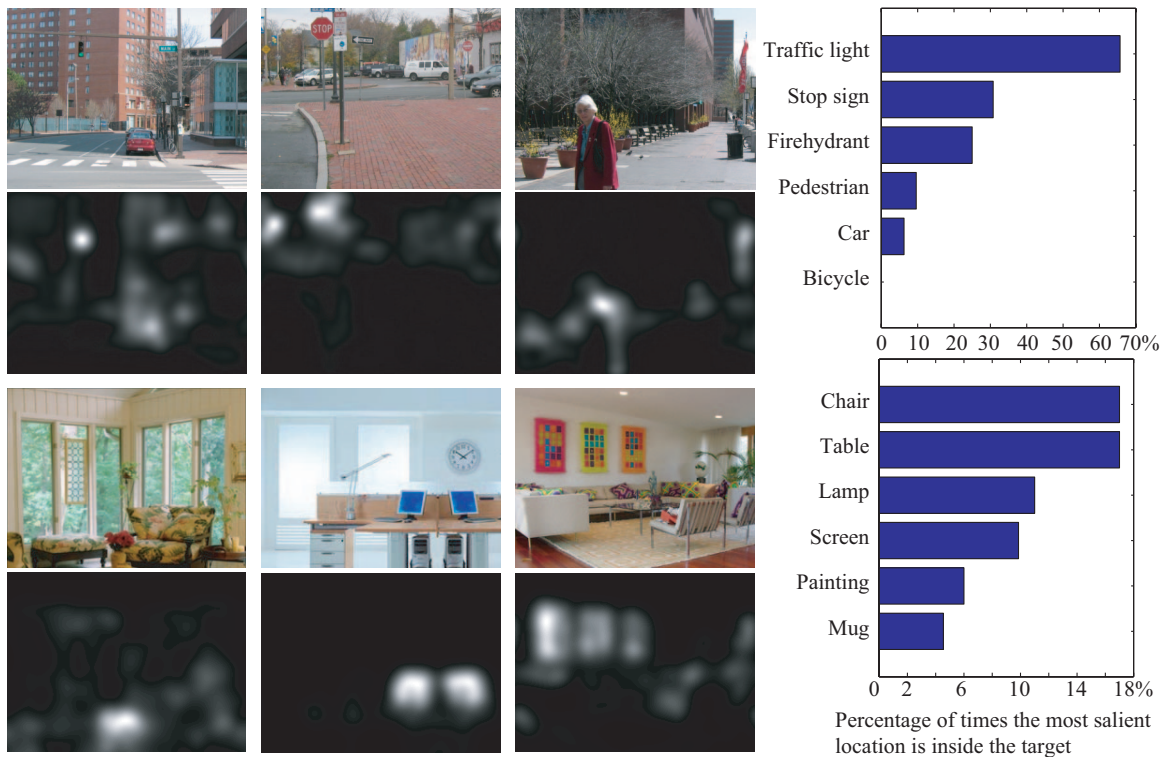 STOP
Traffic light
Stop sign
Firehydrant
Pedestrian
Car
Bicycle
0 10 20 30 40 50 60 70%
Chair
Table
Lamp
Screen
Painting
Mug
0 2 6 10 14 18%
Percentage of times the most salient
location is inside the target